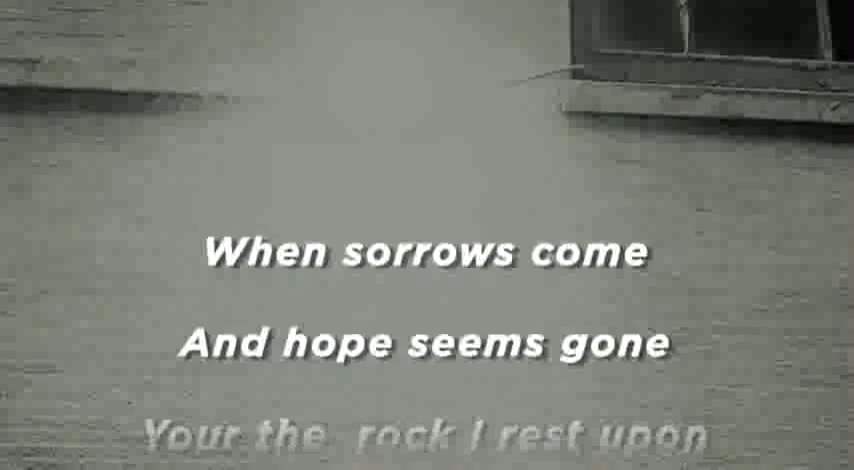 When sorrows come
And hope seems gone
Your the rock I rest upon